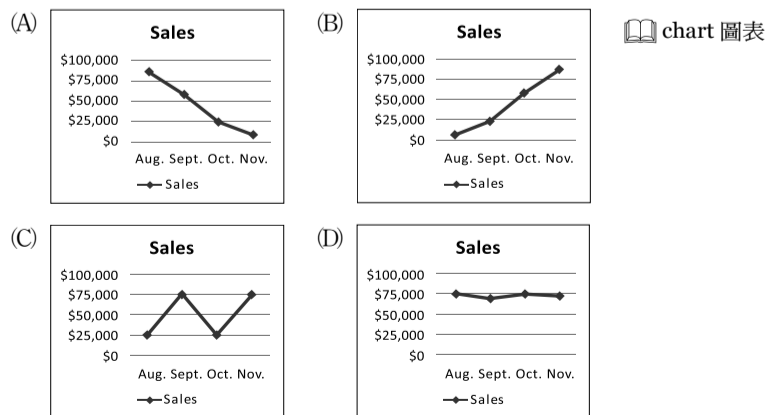 (A)
Sales
$100,000
$75,000
$50,000
$25,000
$0
Aug. Sept. Oct. Nov.
Sales
(B)
Sales
$100,000
$75,000
$50,000
$25,000
$0
Aug. Sept. Oct. Nov.
Sales
chart 圖表
(C)
Sales
$100,000
$75,000
$50,000
$25,000
$0
Aug. Sept. Oct. Nov.
Sales
(D)
Sales
$100,000
$75,000
$50,000
$25,000
$0
Aug. Sept. Oct. Nov.
Sales